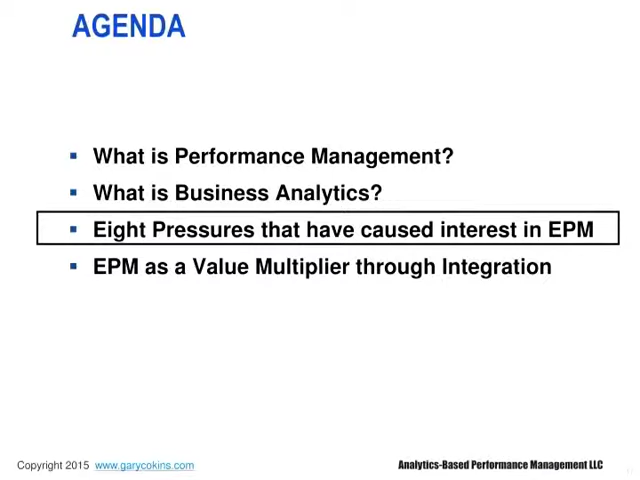 AGENDA
▪ What is Performance Management?
▪ What is Business Analytics?
▪ Eight Pressures that have caused interest in EPM
▪ EPM as a Value Multiplier through Integration
Copyright 2015 www.garycokins.com Analytics-Based Performance Management LLC